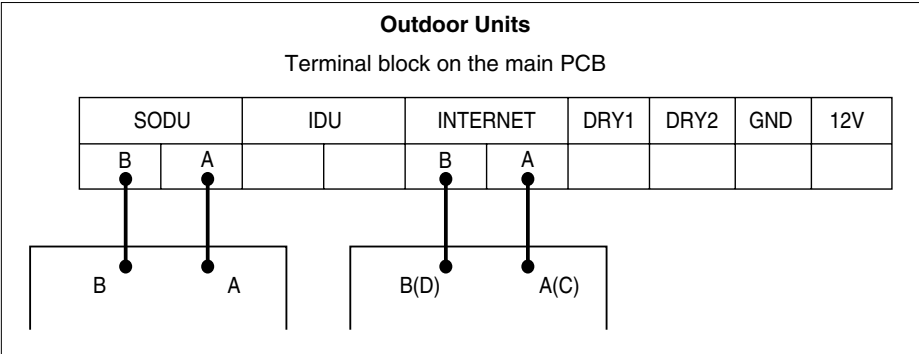 Outdoor Units
Terminal block on the main PCB
SODU IDU INTERNET DRY1 DRY2 GND 12V
B A B A
B A B(D) A(C)